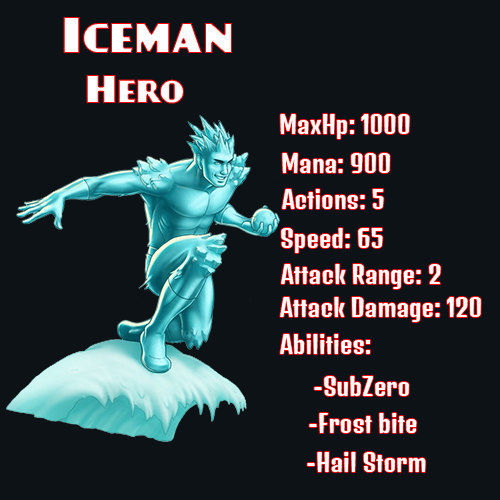 Iceman
Hero
MaxHp: 1000
Mana: 900
Actions: 5
Speed: 65
Attack Range: 2
Attack Damage: 120
Abilities:
-SubZero
-Frost bite
-Hail Storm